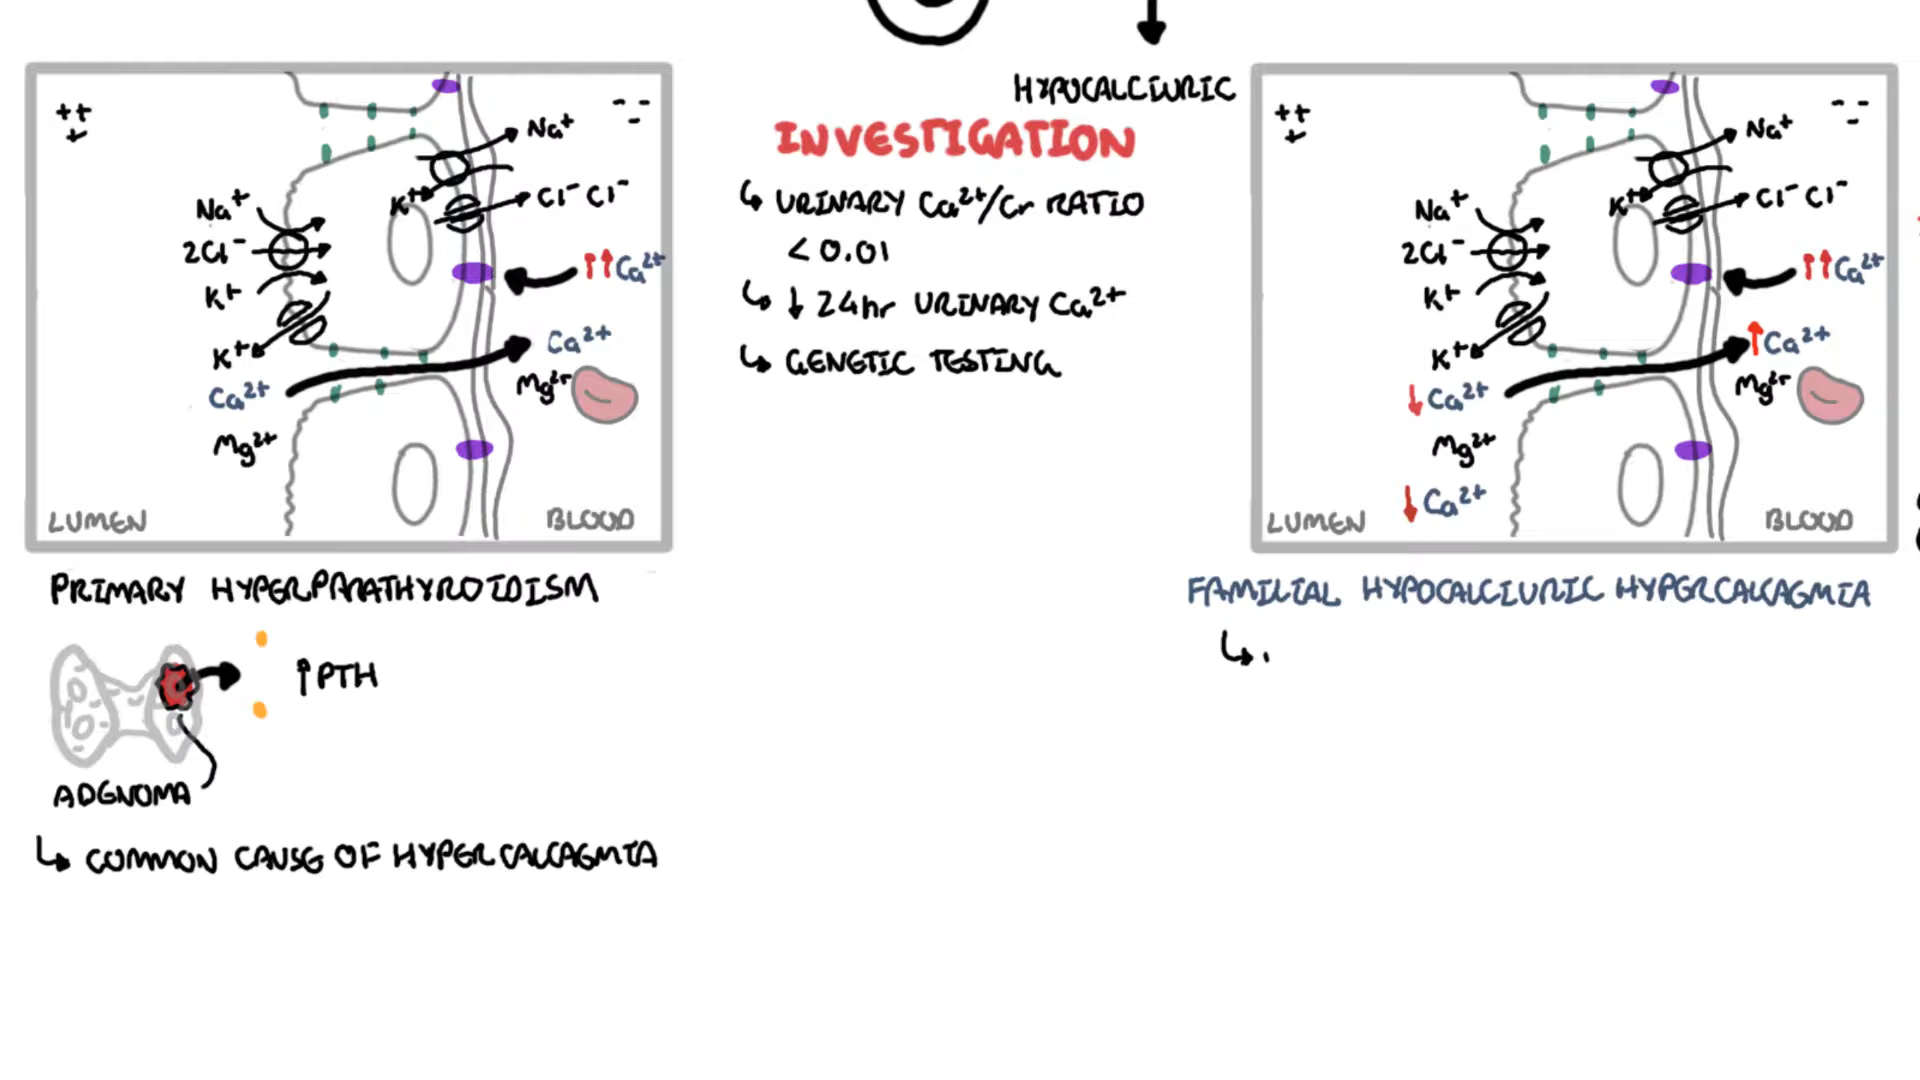 HYPOCALCIURIC
++
+
- -
-
Na+
K+
Cl- Cl-
Na+
2Cl-
K+
K+
↑↑Ca2+
Ca2+
Ca2+
Mg2+
Mg2+
LUMEN
BLOOD
INVESTIGATION
↳ URINARY Ca2+/Cr RATIO
< 0.01
↳ ↓ 24hr URINARY Ca2+
↳ GENETIC TESTING
++
+
- -
-
Na+
K+
Cl- Cl-
Na+
2Cl-
K+
K+
↑↑Ca2+
↑Ca2+
↓ Ca2+
Mg2+
Mg2+
↓ Ca2+
LUMEN
BLOOD
PRIMARY HYPERPARATHYROIDISM
↑PTH
ADENOMA
↳ COMMON CAUSE OF HYPERCALCAEMIA
FAMILIAL HYPOCALCIURIC HYPERCALCAEMIA
↳